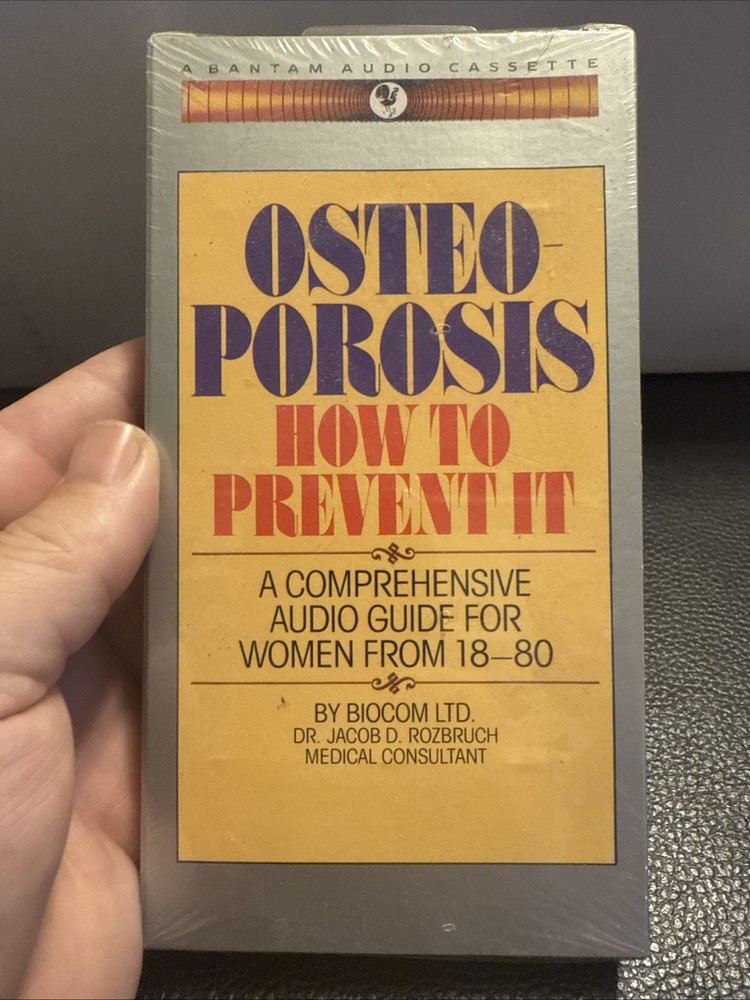 A BANTAM AUDIO CASSETTE
OSTEO-
POROSIS
HOW TO
PREVENT IT
A COMPREHENSIVE
AUDIO GUIDE FOR
WOMEN FROM 18–80
BY BIOCOM LTD.
DR. JACOB D. ROZBRUCH
MEDICAL CONSULTANT